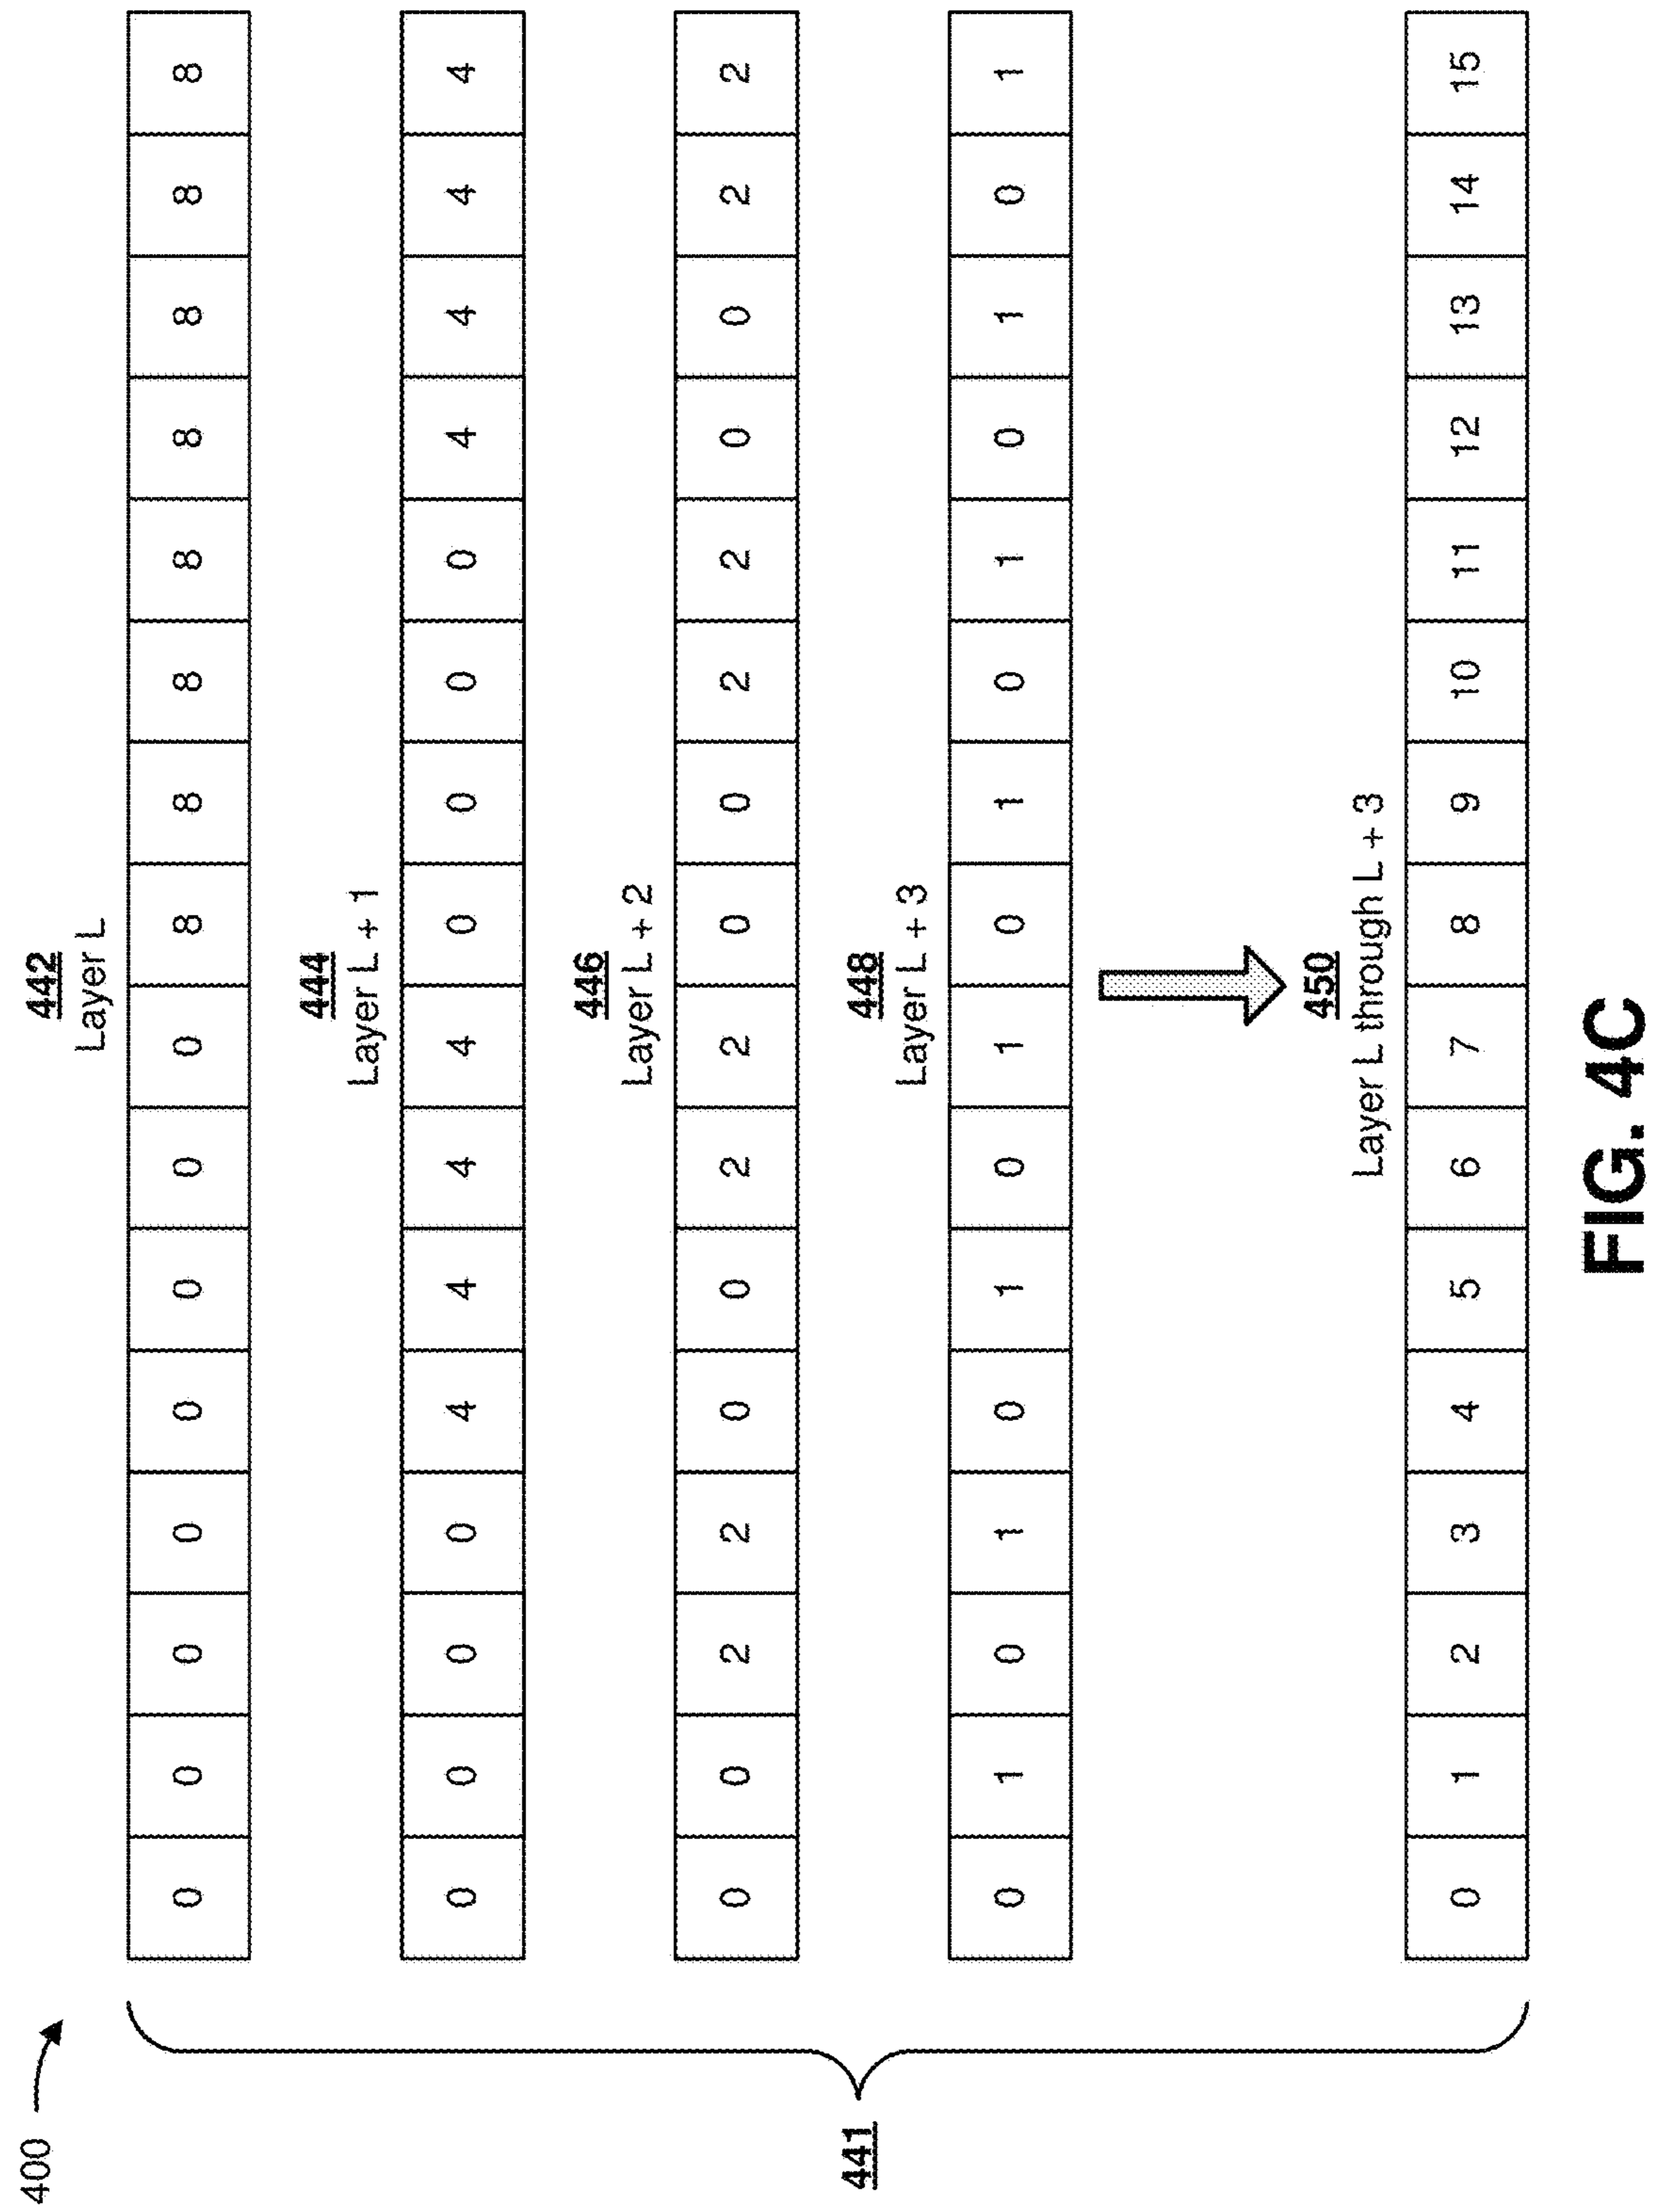 400
441
442
Layer L
0 0 0 0 0 0 0 0 8 8 8 8 8 8 8 8
444
Layer L + 1
0 0 0 0 4 4 4 4 0 0 0 0 4 4 4 4
446
Layer L + 2
0 0 2 2 0 0 2 2 0 0 2 2 0 0 2 2
448
Layer L + 3
0 1 0 1 0 1 0 1 0 1 0 1 0 1 0 1
450
Layer L through L + 3
0 1 2 3 4 5 6 7 8 9 10 11 12 13 14 15
FIG. 4C